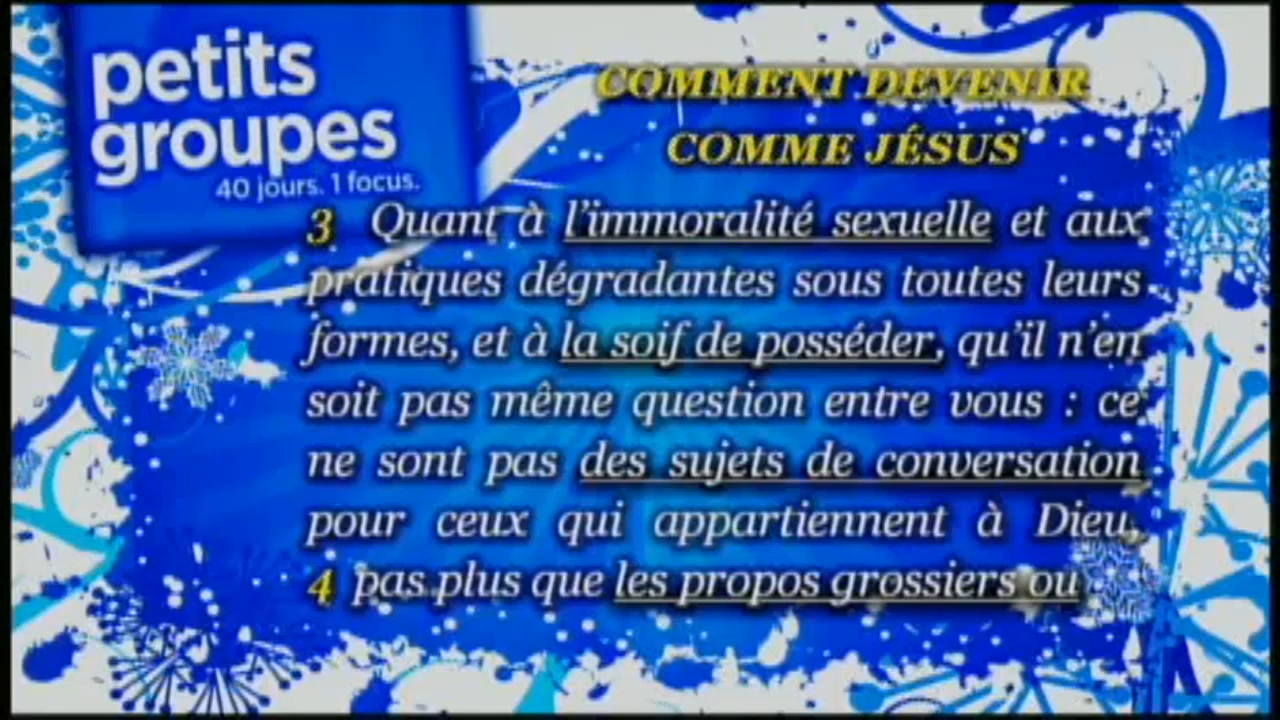 petits
groupes
40 jours. 1 focus.
COMMENT DEVENIR
COMME JÉSUS
3 Quant à l'immoralité sexuelle et aux
pratiques dégradantes sous toutes leurs
formes, et à la soif de posséder, qu'il n'en
soit pas même question entre vous : ce
ne sont pas des sujets de conversation
pour ceux qui appartiennent à Dieu,
4 pas plus que les propos grossiers ou